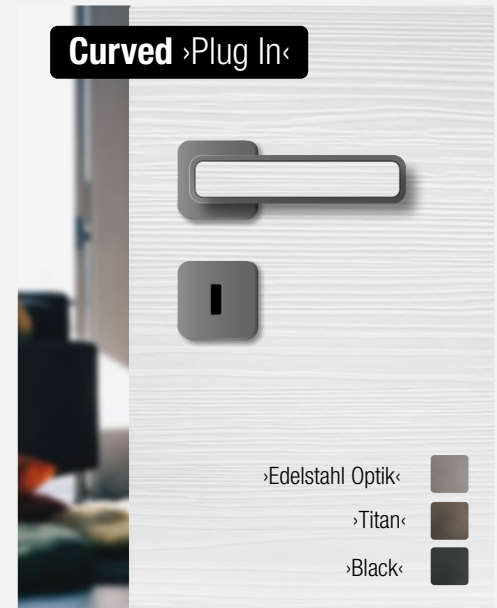 Curved ›Plug In‹
›Edelstahl Optik‹
›Titan‹
›Black‹